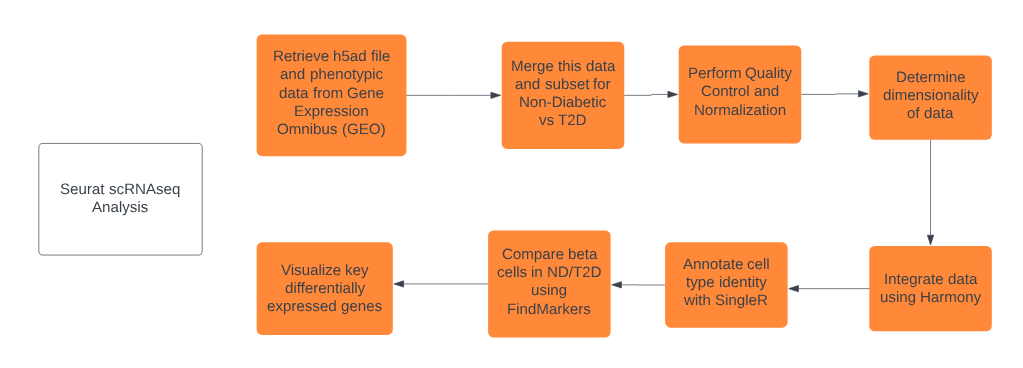 Seurat scRNAseq
Analysis
Retrieve h5ad file
and phenotypic
data from Gene
Expression
Omnibus (GEO)
Merge this data
and subset for
Non-Diabetic
vs T2D
Perform Quality
Control and
Normalization
Determine
dimensionality
of data
Integrate data
using Harmony
Annotate cell
type identity
with SingleR
Compare beta
cells in ND/T2D
using
FindMarkers
Visualize key
differentially
expressed genes